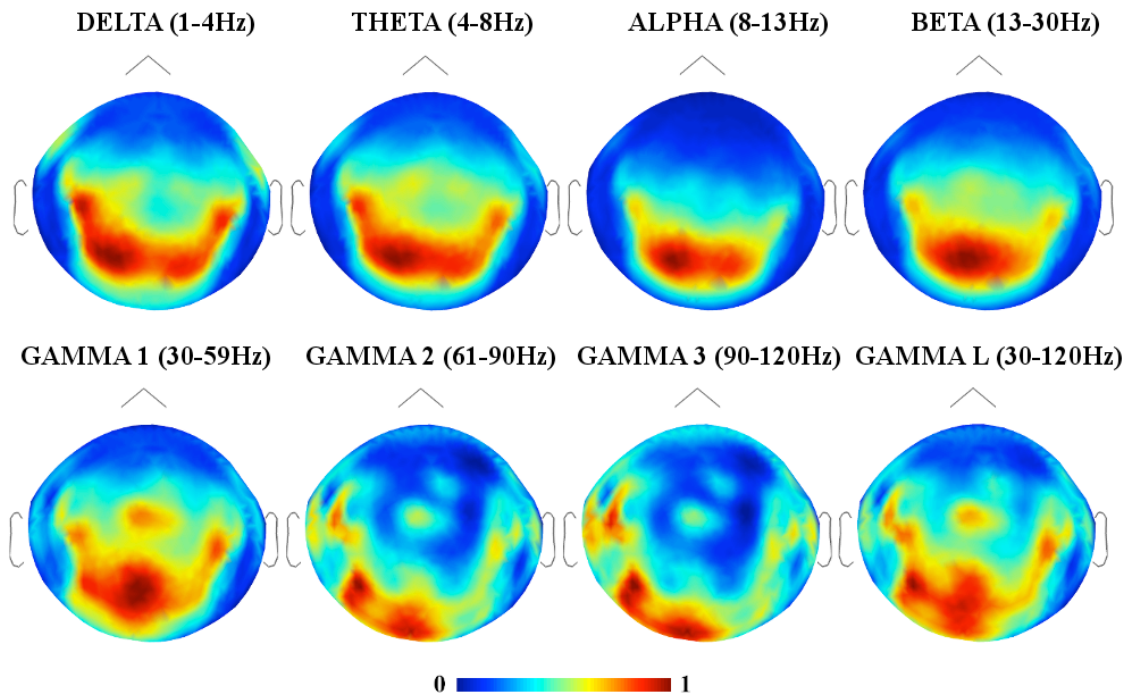 DELTA (1-4Hz) THETA (4-8Hz) ALPHA (8-13Hz) BETA (13-30Hz)
GAMMA 1 (30-59Hz) GAMMA 2 (61-90Hz) GAMMA 3 (90-120Hz) GAMMA L (30-120Hz)
0 1